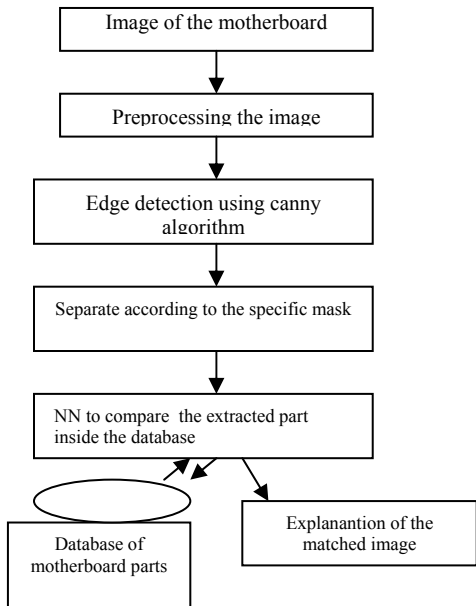 Image of the motherboard
Preprocessing the image
Edge detection using canny
algorithm
Separate according to the specific mask
NN to compare the extracted part
inside the database
Database of
motherboard parts
Explanantion of the
matched image